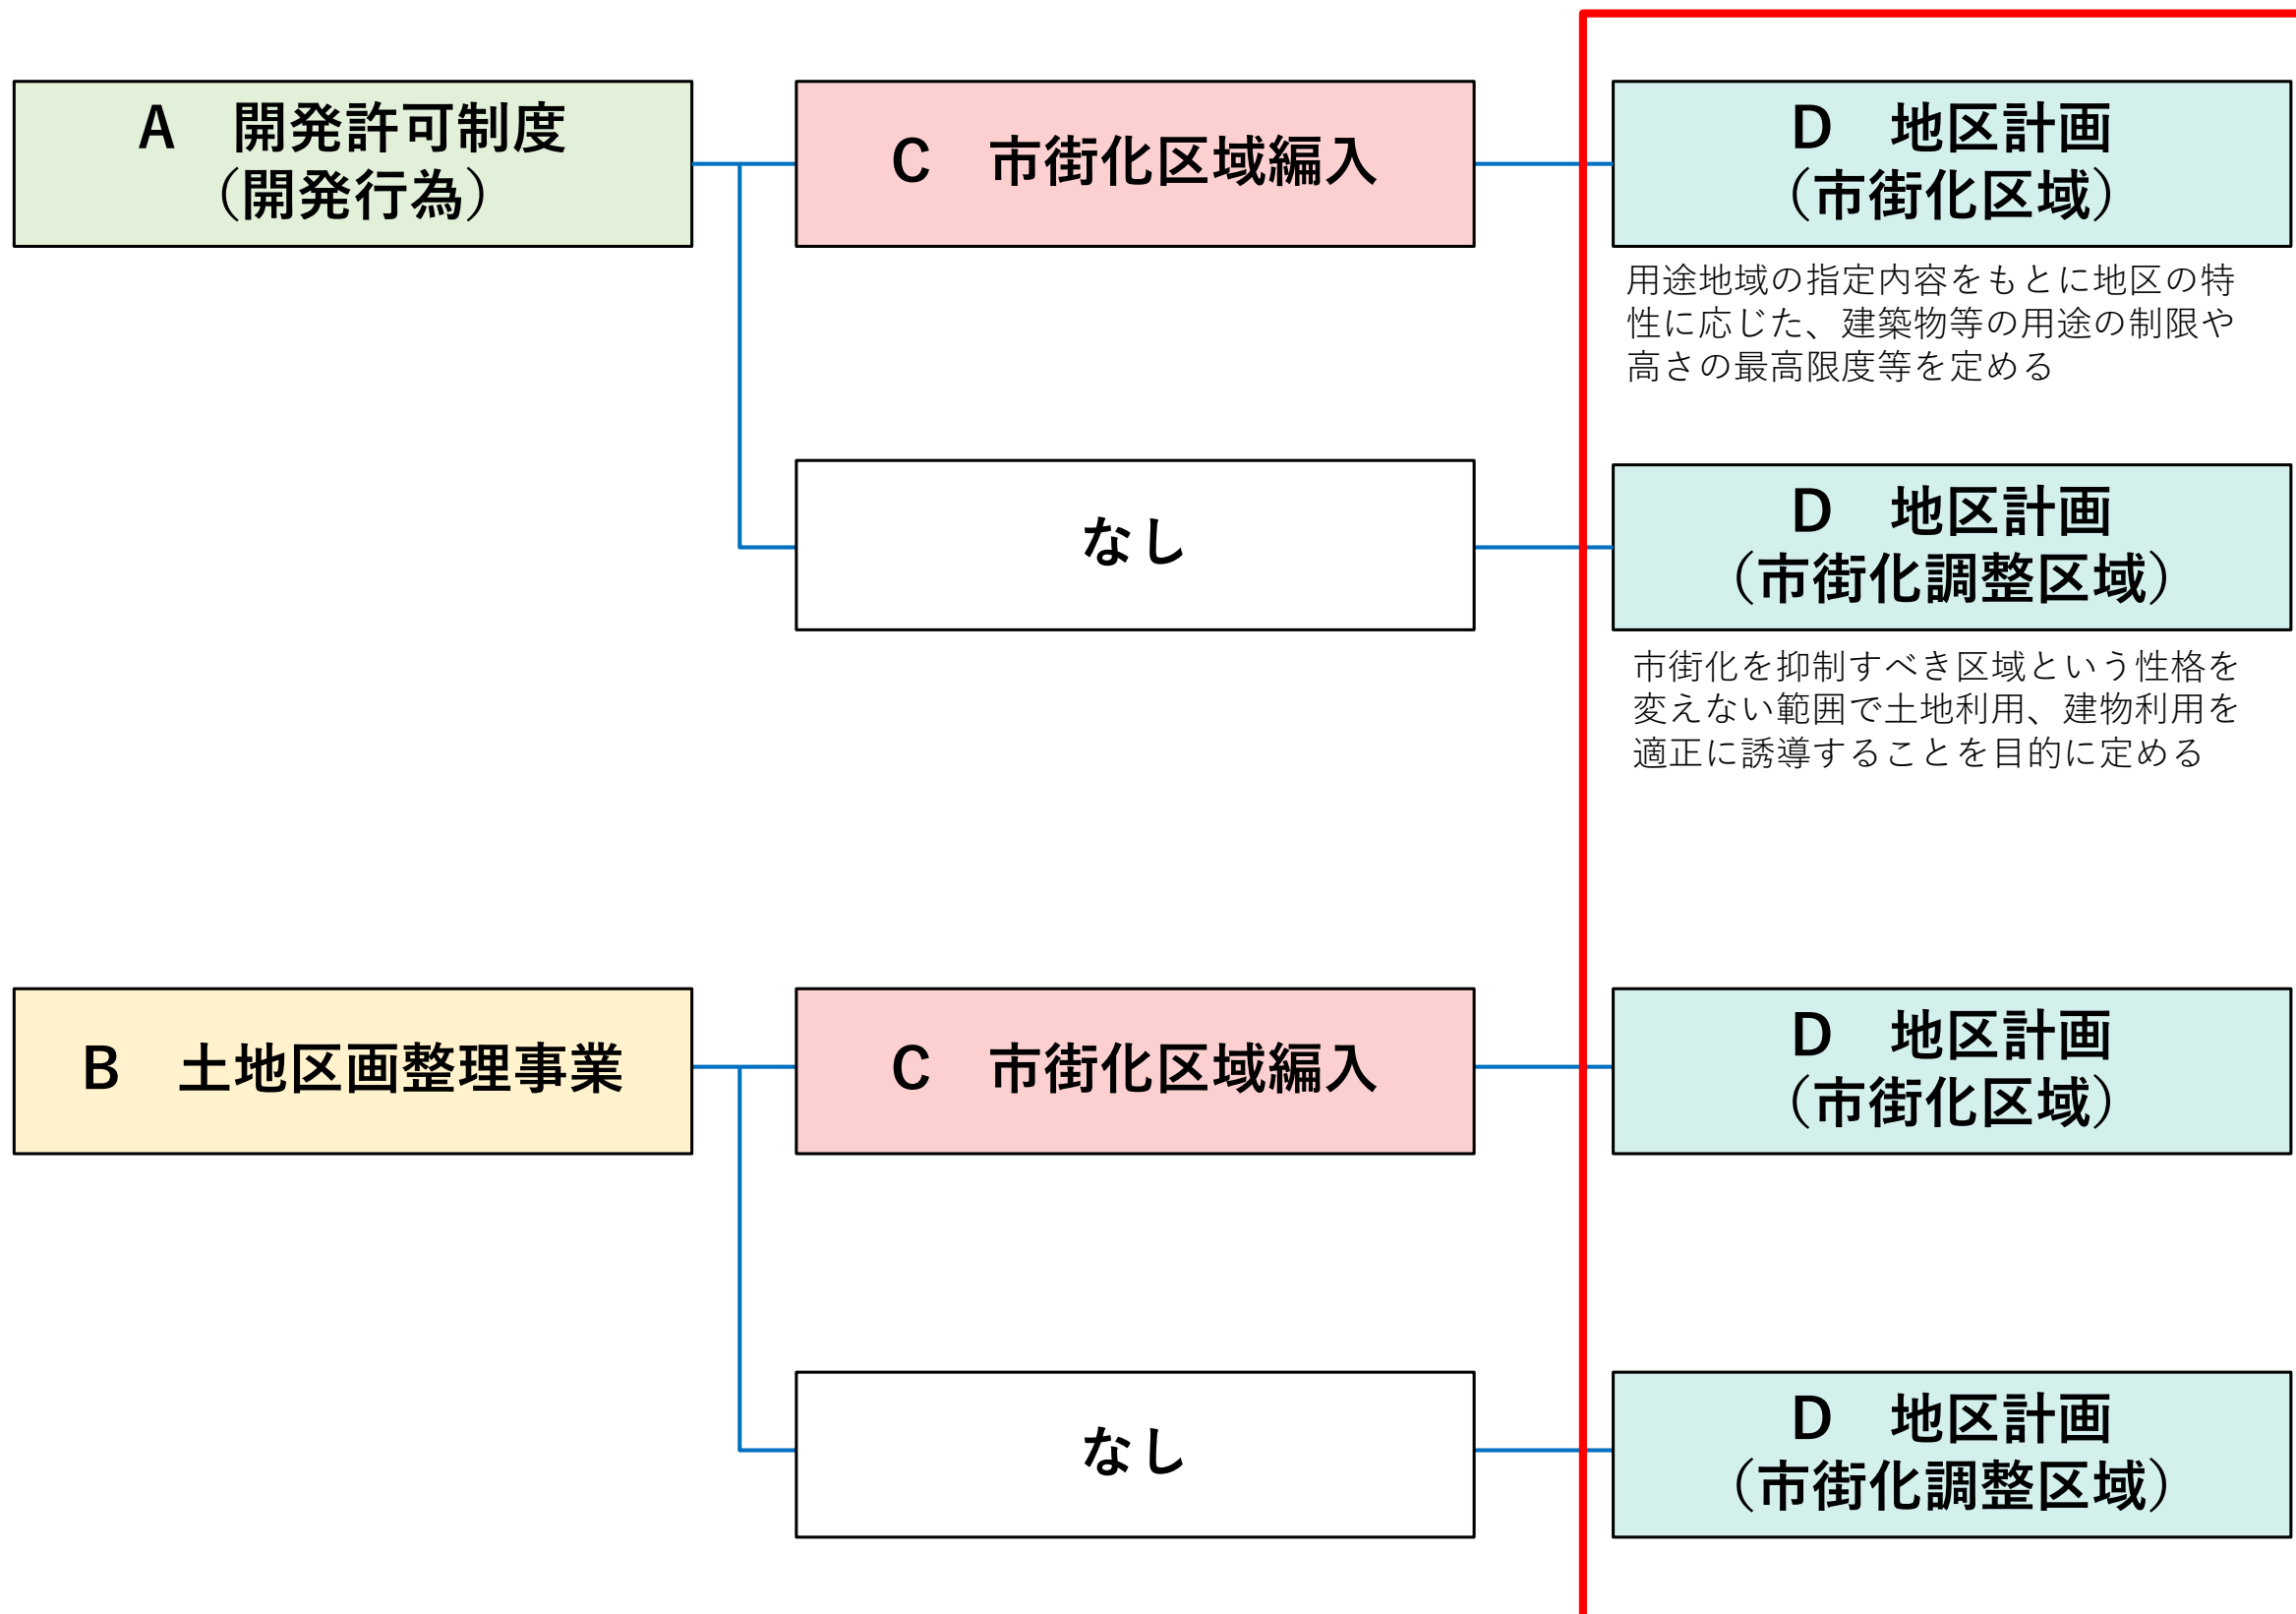 A　開発許可制度
（開発行為）
C　市街化区域編入
D　地区計画
（市街化区域）
用途地域の指定内容をもとに地区の特
性に応じた、建築物等の用途の制限や
高さの最高限度等を定める
なし
D　地区計画
（市街化調整区域）
市街化を抑制すべき区域という性格を
変えない範囲で土地利用、建物利用を
適正に誘導することを目的に定める
B　土地区画整理事業
C　市街化区域編入
D　地区計画
（市街化区域）
なし
D　地区計画
（市街化調整区域）